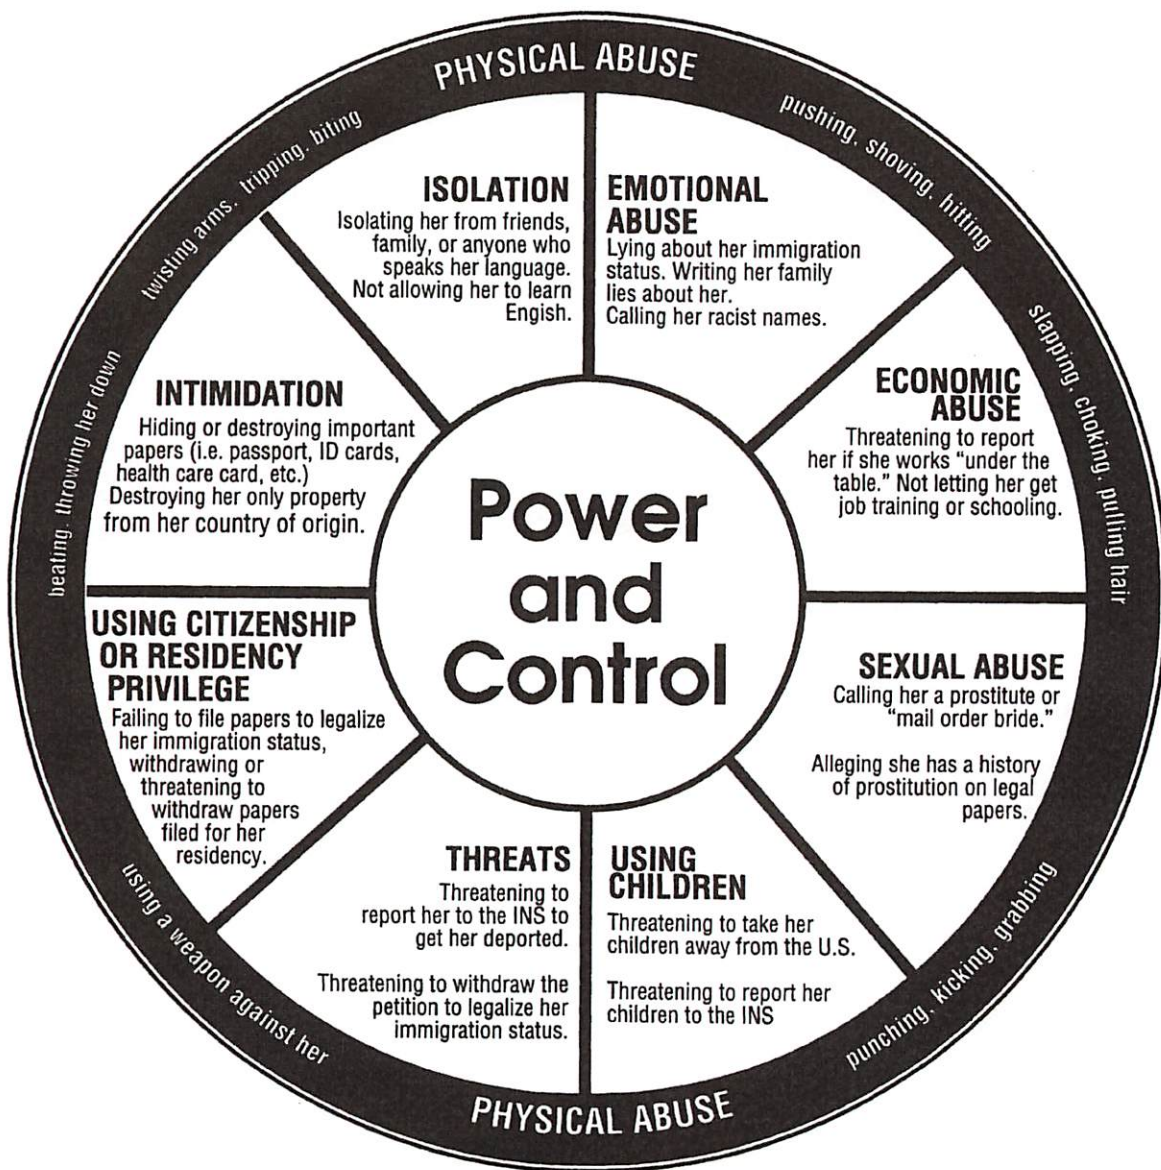 PHYSICAL ABUSE
pushing, shoving, hitting
slapping, choking, pulling hair
punching, kicking, grabbing
PHYSICAL ABUSE
using a weapon against her
beating, throwing her down
twisting arms, tripping, biting
ISOLATION
Isolating her from friends,
family, or anyone who
speaks her language.
Not allowing her to learn
Engish.
EMOTIONAL
ABUSE
Lying about her immigration
status. Writing her family
lies about her.
Calling her racist names.
ECONOMIC
ABUSE
Threatening to report
her if she works “under the
table.” Not letting her get
job training or schooling.
SEXUAL ABUSE
Calling her a prostitute or
“mail order bride.”
Alleging she has a history
of prostitution on legal
papers.
USING
CHILDREN
Threatening to take her
children away from the U.S.
Threatening to report her
children to the INS
THREATS
Threatening to
report her to the INS to
get her deported.
Threatening to withdraw the
petition to legalize her
immigration status.
USING CITIZENSHIP
OR RESIDENCY
PRIVILEGE
Failing to file papers to legalize
her immigration status,
withdrawing or
threatening to
withdraw papers
filed for her
residency.
INTIMIDATION
Hiding or destroying important
papers (i.e. passport, ID cards,
health care card, etc.)
Destroying her only property
from her country of origin.
Power
and
Control